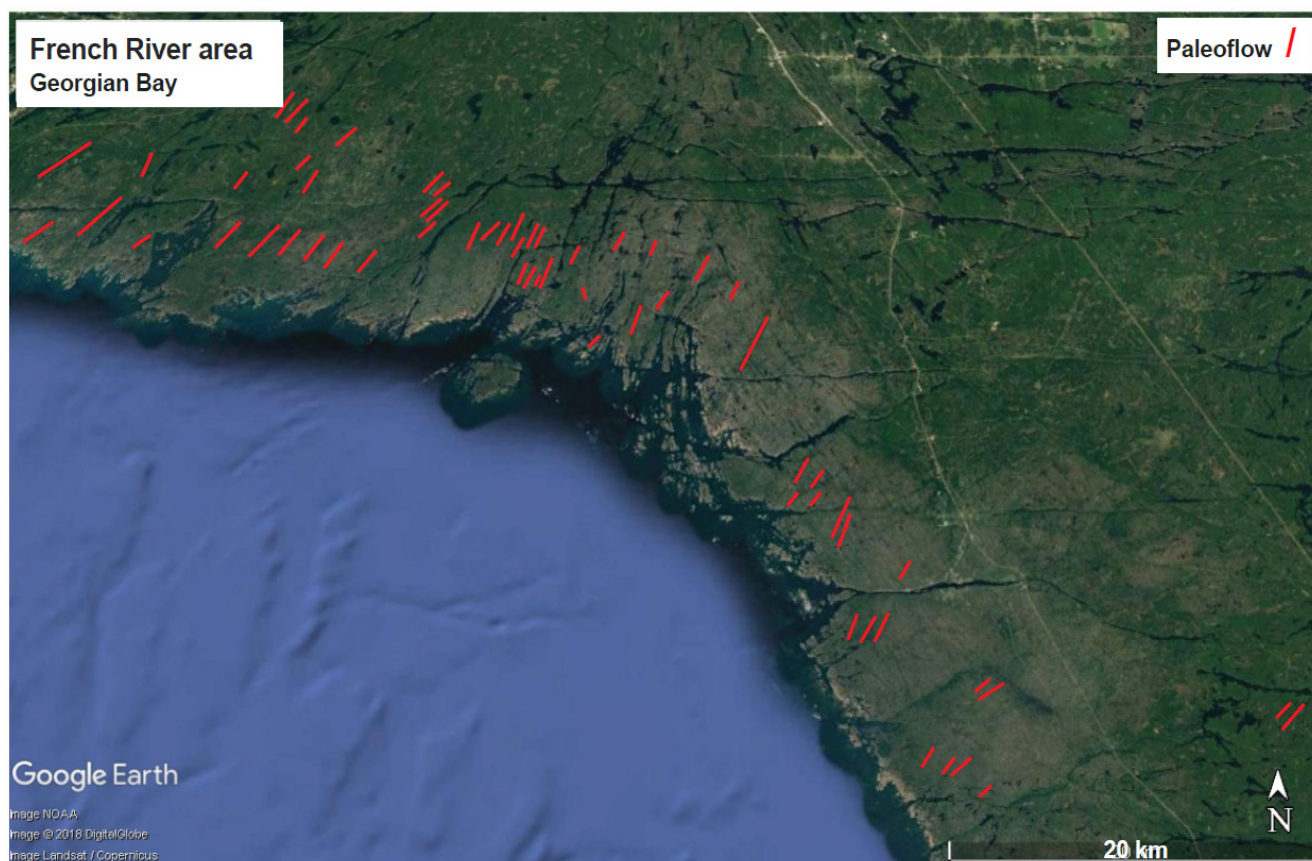 French River area
Georgian Bay
Paleoflow
Google Earth
Image NOAA
Image © 2018 DigitalGlobe
Image Landsat / Copernicus
N
20 km